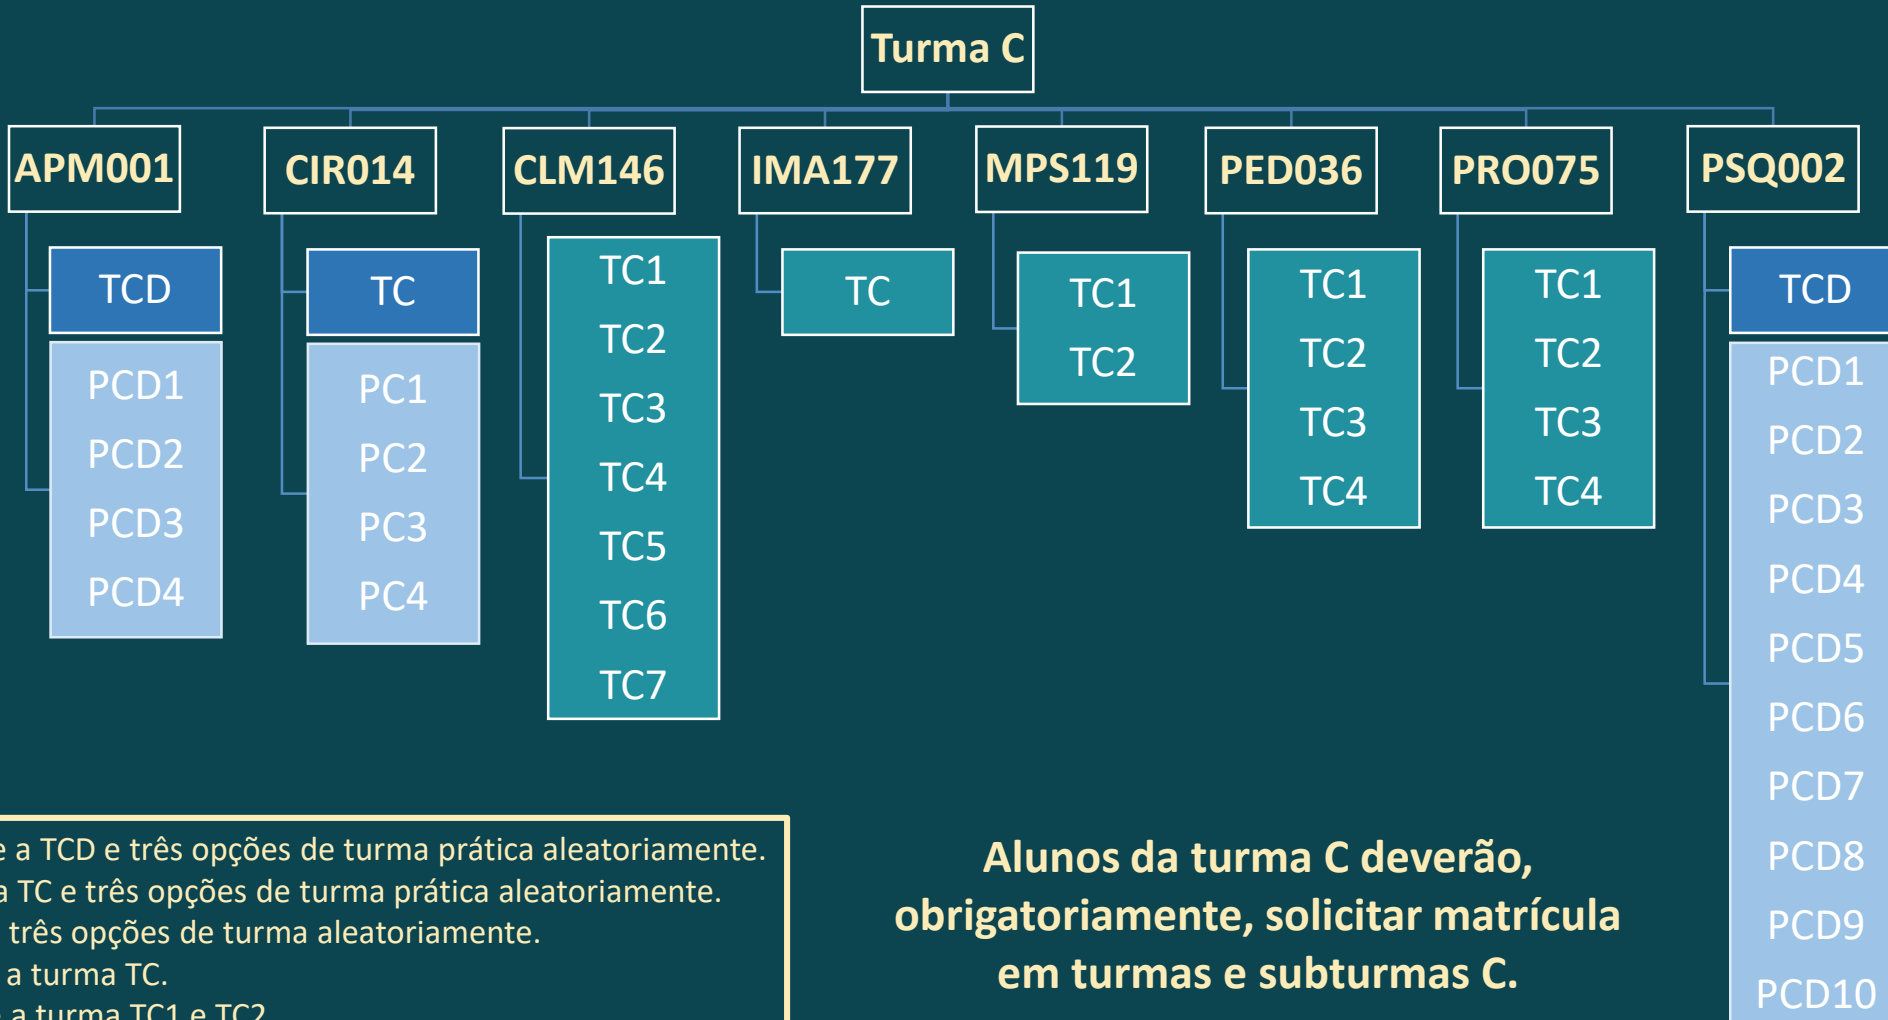 Turma C
APM001
CIR014
CLM146
IMA177
MPS119
PED036
PRO075
PSQ002
TCD
PCD1
PCD2
PCD3
PCD4
TC
PC1
PC2
PC3
PC4
TC1
TC2
TC3
TC4
TC5
TC6
TC7
TC
TC1
TC2
TC1
TC2
TC3
TC4
TC1
TC2
TC3
TC4
TCD
PCD1
PCD2
PCD3
PCD4
PCD5
PCD6
PCD7
PCD8
PCD9
PCD10
a TCD e três opções de turma prática aleatoriamente.
a TC e três opções de turma prática aleatoriamente.
três opções de turma aleatoriamente.
a turma TC.
a turma TC1 e TC2
Alunos da turma C deverão,
obrigatoriamente, solicitar matrícula
em turmas e subturmas C.